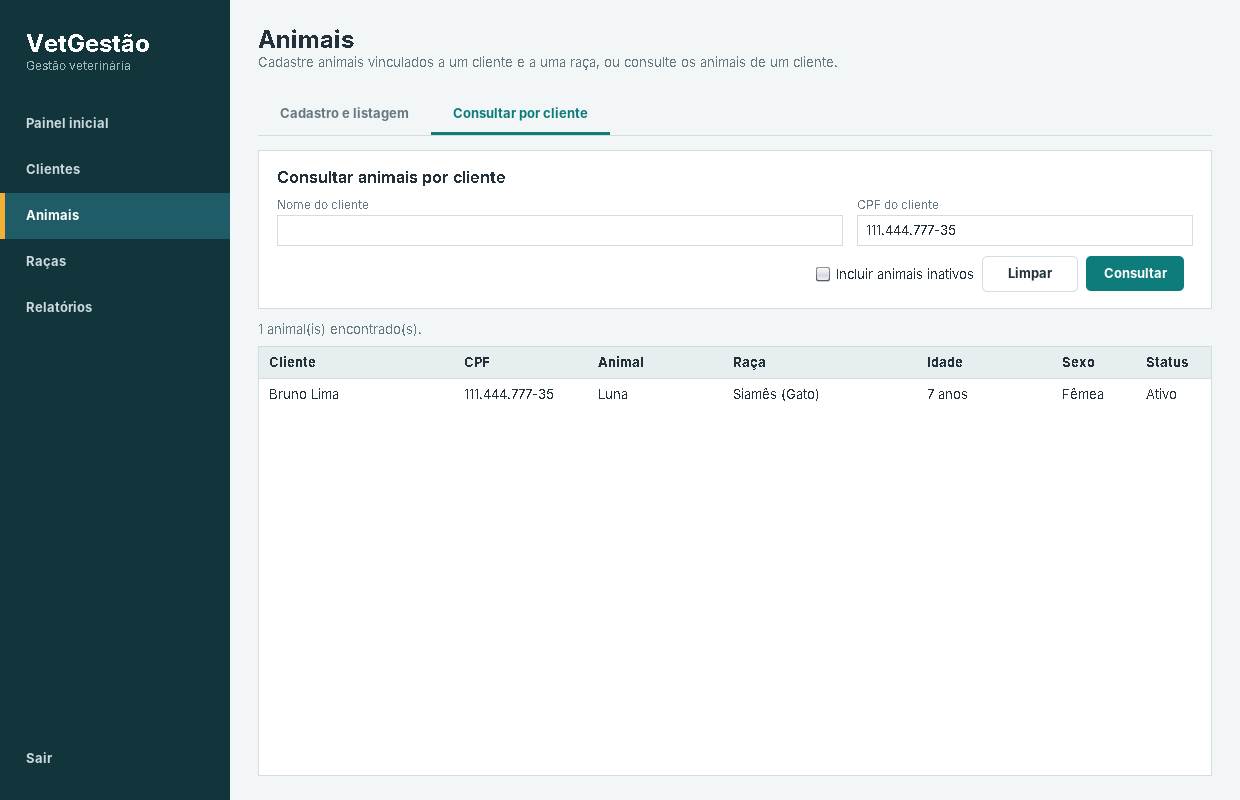 VetGestão
Gestão veterinária
Painel inicial
Clientes
Animais
Raças
Relatórios
Sair
Animais
Cadastre animais vinculados a um cliente e a uma raça, ou consulte os animais de um cliente.
Cadastro e listagem
Consultar por cliente
Consultar animais por cliente
Nome do cliente
CPF do cliente
111.444.777-35
Incluir animais inativos
Limpar
Consultar
1 animal(is) encontrado(s).
Cliente CPF Animal Raça Idade Sexo Status
Bruno Lima 111.444.777-35 Luna Siamês (Gato) 7 anos Fêmea Ativo